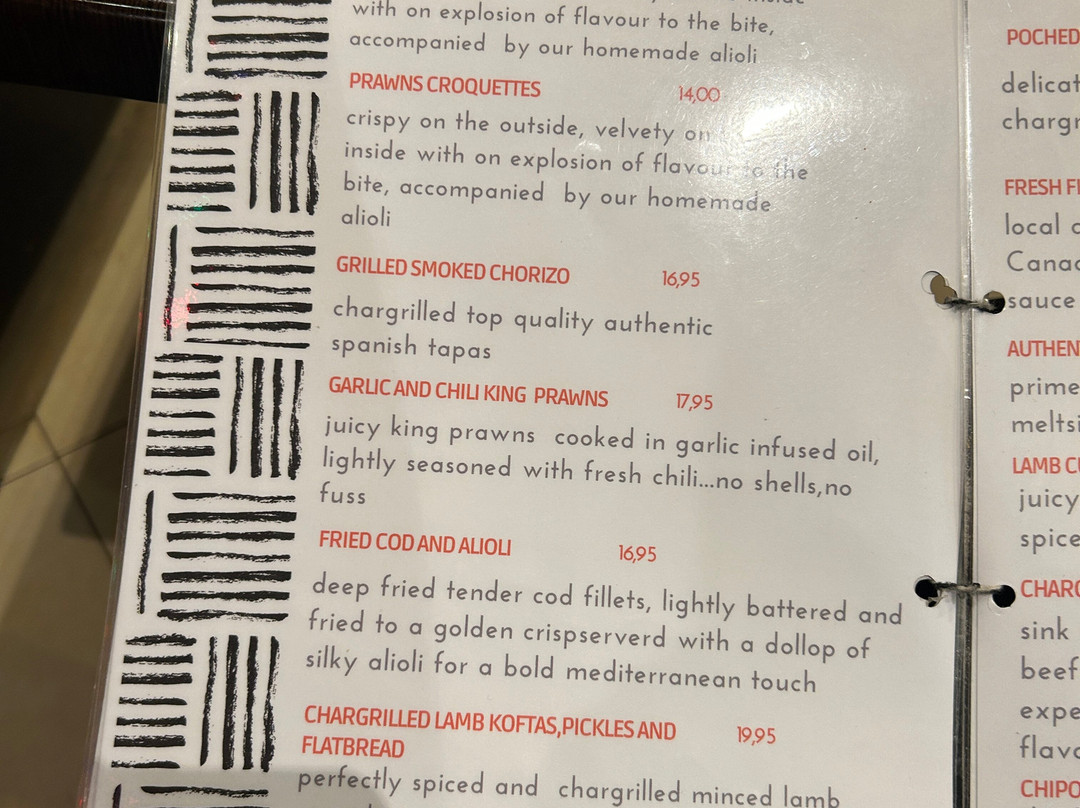 with on explosion of flavour to the bite,
accompanied by our homemade alioli
PRAWNS CROQUETTES 14,00
crispy on the outside, velvety on
inside with on explosion of flavour to the
bite, accompanied by our homemade
alioli
GRILLED SMOKED CHORIZO 16,95
chargrilled top quality authentic
spanish tapas
GARLIC AND CHILI KING PRAWNS 17,95
juicy king prawns cooked in garlic infused oil,
lightly seasoned with fresh chili...no shells,no
fuss
FRIED COD AND ALIOLI 16,95
deep fried tender cod fillets, lightly battered and
fried to a golden crispserverd with a dollop of
silky alioli for a bold mediterranean touch
CHARGRILLED LAMB KOFTAS,PICKLES AND 19,95
FLATBREAD
perfectly spiced and chargrilled minced lamb
POCHED
delicat
chargr
FRESH
local
sauce
AUTHEN
prime
meltsi
LAMB
juicy
spice
CHARG
sink
beef
expe
flavo
CHIPO